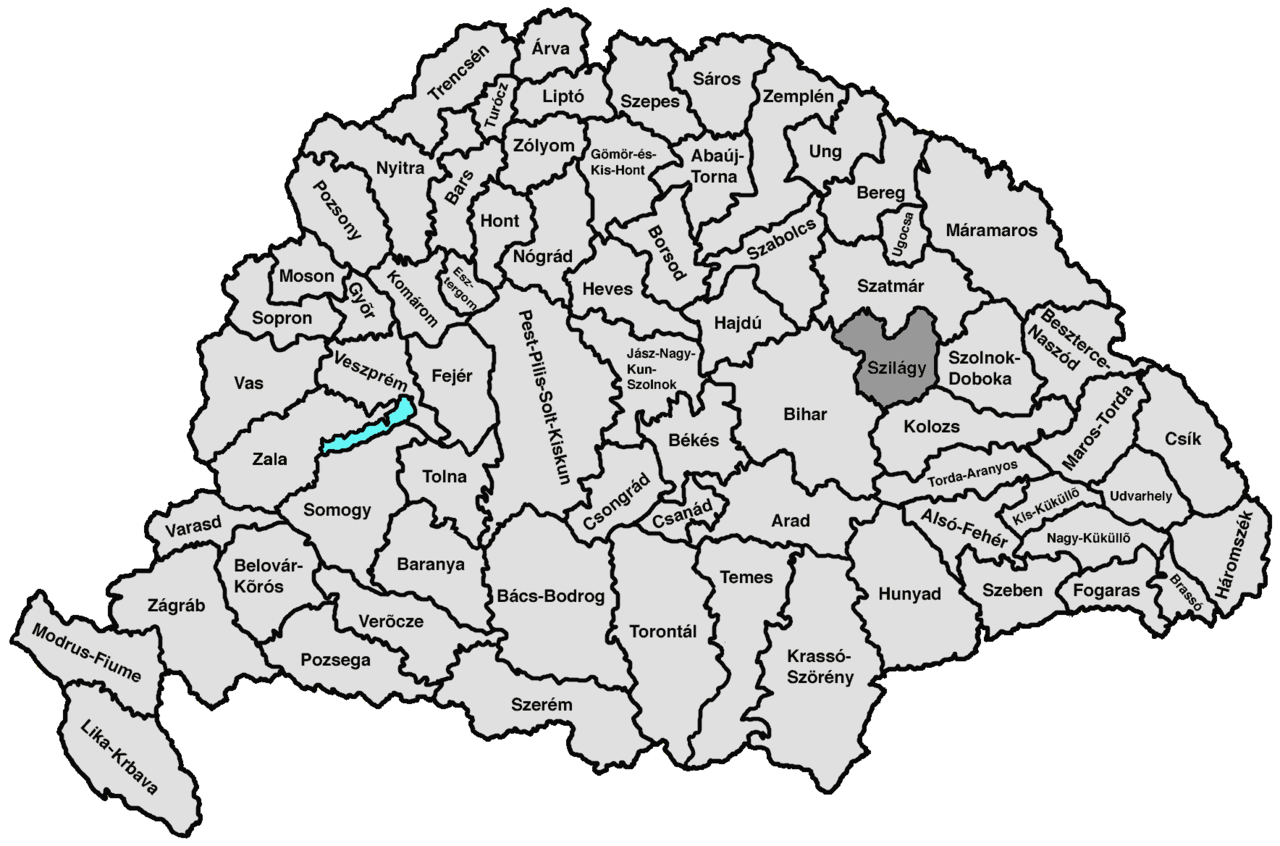 Árva
Trencsén
Turócz
Liptó
Szepes
Sáros
Zemplén
Nyitra
Bars
Zólyom
Gömör-és-
Kis-Hont
Abaúj-
Torna
Ung
Bereg
Ugocsa
Máramaros
Pozsony
Hont
Nógrád
Borsod
Szabolcs
Moson
Győr
Komárom
Esz-
tergom
Heves
Szatmár
Sopron
Hajdú
Vas
Veszprém
Fejér
Pest-Pilis-Solt-Kiskun
Jász-Nagy-
Kun-
Szolnok
Szilágy
Szolnok-
Doboka
Besztercze-
Naszód
Bihar
Kolozs
Maros-Torda
Csík
Zala
Tolna
Békés
Torda-Aranyos
Somogy
Csongrád
Csanád
Arad
Alsó-Fehér
Kis-Küküllő
Udvarhely
Varasd
Nagy-Küküllő
Háromszék
Belovár-
Kõrós
Baranya
Bács-Bodrog
Temes
Hunyad
Szeben
Fogaras
Brassó
Zágráb
Verõcze
Torontál
Modrus-Fiume
Pozsega
Krassó-
Szörény
Szerém
Lika-Krbava